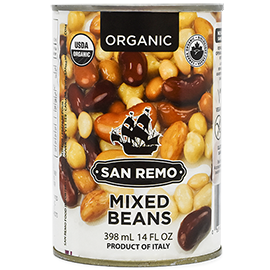 ORGANIC
USDA
ORGANIC
SAN REMO
MIXED
BEANS
398 mL 14 FL OZ
PRODUCT OF ITALY